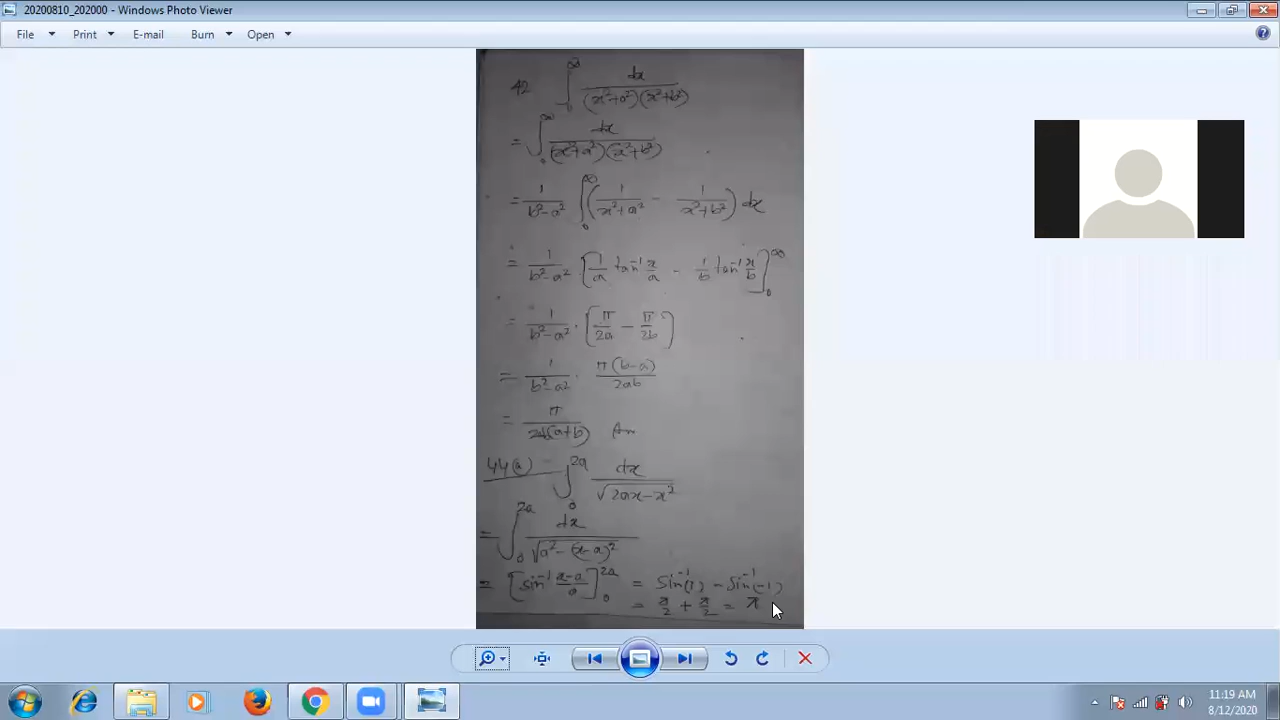 20200810_202000 - Windows Photo Viewer
File Print E-mail Burn Open
42 ∫₀^∞ dx/((x²+a²)(x²+b²))
= ∫₀^∞ dx/((x²+a²)(x²+b²))
= 1/(b²-a²) ∫₀^∞ (1/(x²+a²) - 1/(x²+b²)) dx
= 1/(b²-a²) [1/a tan⁻¹ x/a - 1/b tan⁻¹ x/b]₀^∞
= 1/(b²-a²) · [π/2a - π/2b]
= 1/(b²-a²) · π(b-a)/2ab
= π/(2ab(a+b)) Ans
44(a) ∫₀^2a dx/√(2ax-x²)
= ∫₀^2a dx/√(a²-(x-a)²)
= [sin⁻¹ (x-a)/a]₀^2a = sin⁻¹(1) - sin⁻¹(-1)
= π/2 + π/2 = π
11:19 AM
8/12/2020